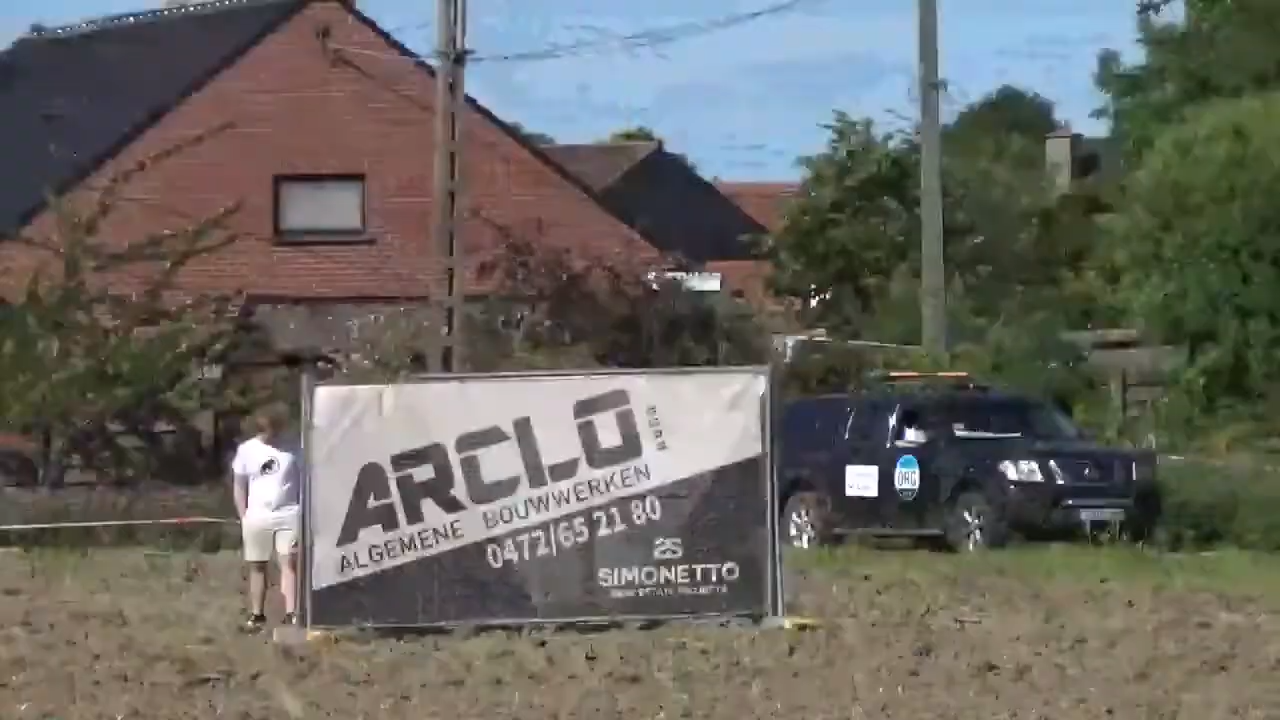 ARCLO
ALGEMENE BOUWWERKEN
0472/65 21 80
SIMONETTO
ORG